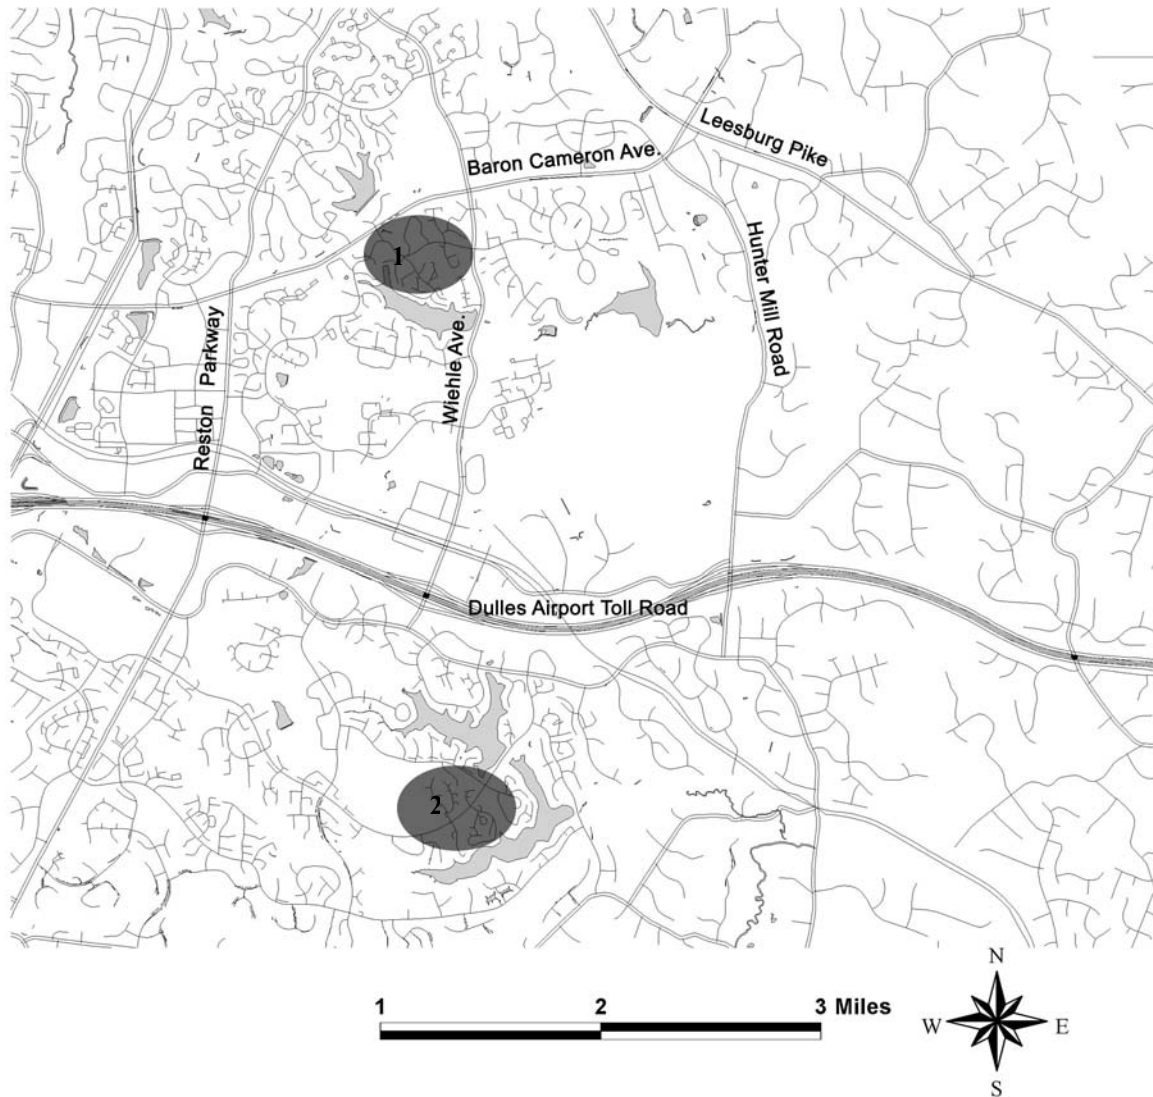 Leesburg Pike
Baron Cameron Ave.
1
Hunter Mill Road
Reston Parkway
Wiehle Ave.
Dulles Airport Toll Road
2
N
1 2 3 Miles
W E
S